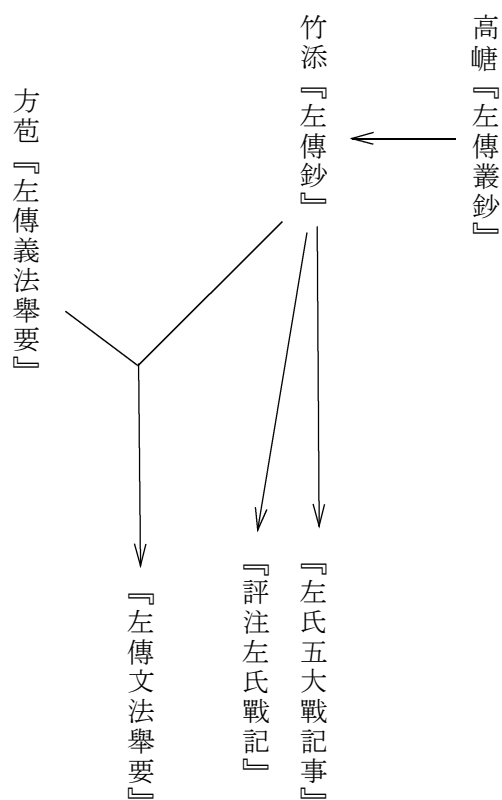 高嵣『左傳叢鈔』
竹添『左傳鈔』
方苞『左傳義法舉要』
『左氏五大戰記事』
『評注左氏戰記』
『左傳文法舉要』